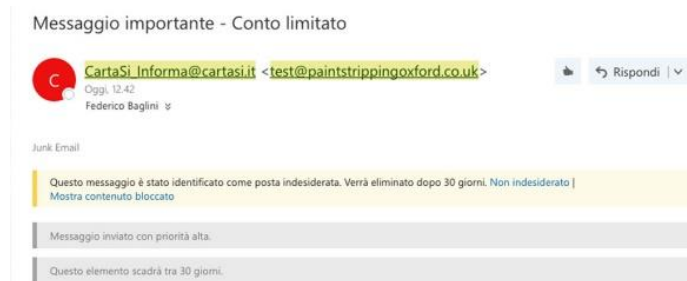 Messaggio importante - Conto limitato
C
CartaSi_Informa@cartasi.it <test@paintstrippingoxford.co.uk>
Rispondi
Oggi, 12.42
Federico Baglini
Junk Email
Questo messaggio è stato identificato come posta indesiderata. Verrà eliminato dopo 30 giorni. Non indesiderato |
Mostra contenuto bloccato
Messaggio inviato con priorità alta.
Questo elemento scadrà tra 30 giorni.